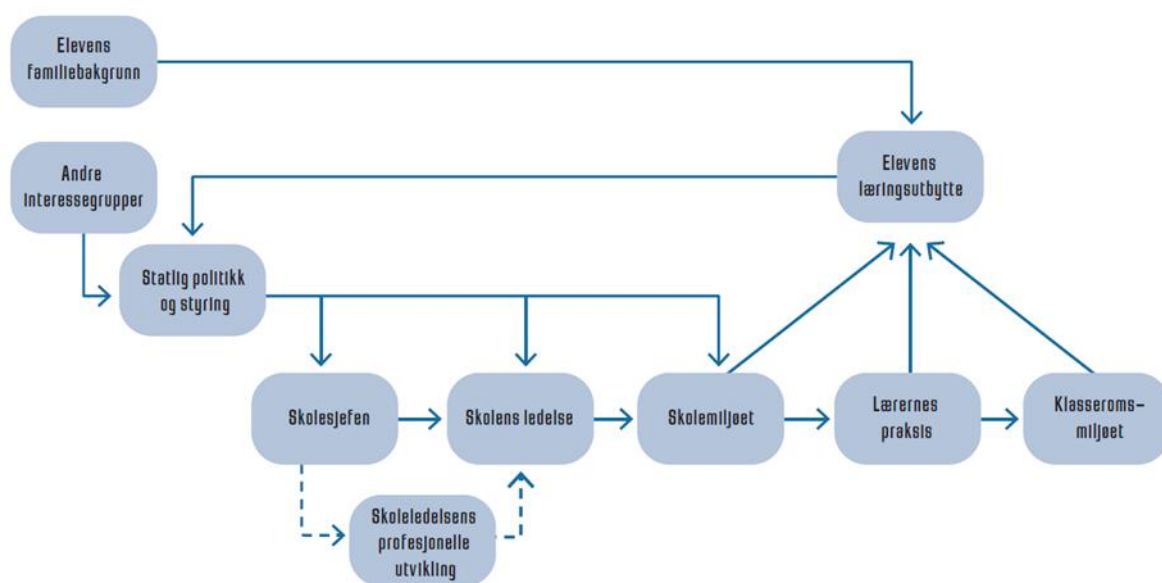 Elevens
familiebakgrunn
Andre
interessegrupper
Elevens
læringsutbytte
Statlig politikk
og styring
Skolesjefen
Skolens ledelse
Skolemiljøet
Lærernes
praksis
Klasseroms-
miljøet
Skoleledelsens
profesjonelle
utvikling